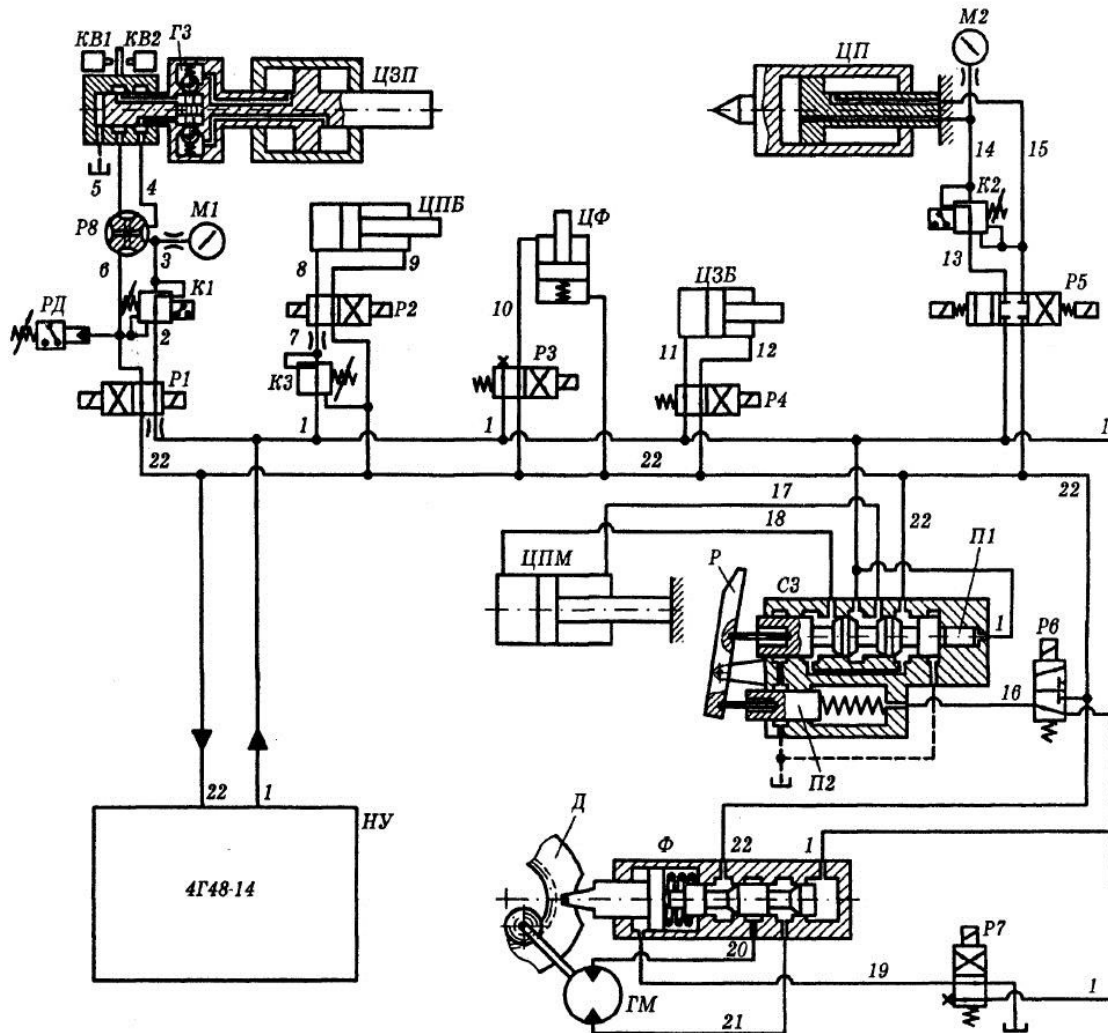 КВ1 КВ2 ГЗ ЦЗП ЦП М2
5 4 М1 14 15
Р8 6 3 ЦПБ ЦФ К2
РД К1 8 9 ЦЗБ 13 Р5
2 7 Р2 10 11 12
Р1 К3 Р3 Р4
1 1
22 22 22
17
18 22 П1
ЦПМ Р СЗ
1 Р6
16
П2
22 1 НУ Д Ф 22 1
4Г48-14
20 Р7
19 1
ГМ 21